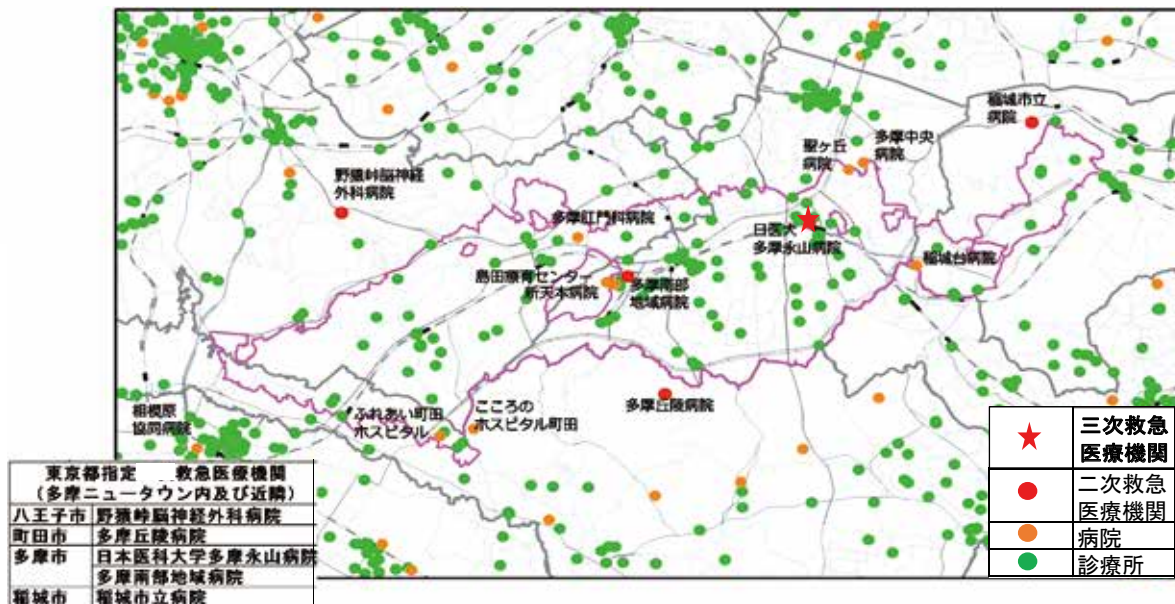 稲城市立
病院
多摩中央
病院
聖ヶ丘
病院
野猿峠脳神経
外科病院
多摩肛門科病院
日医大
多摩永山病院
稲城台病院
島田療育センター
新天本病院
多摩南部
地域病院
多摩丘陵病院
こころの
ホスピタル町田
ふれあい町田
ホスピタル
相模原
協同病院
三次救急
医療機関
二次救急
医療機関
病院
診療所
東京都指定 救急医療機関
(多摩ニュータウン内及び近隣)
八王子市 野猿峠脳神経外科病院
町田市 多摩丘陵病院
多摩市 日本医科大学多摩永山病院
多摩南部地域病院
稲城市 稲城市立病院